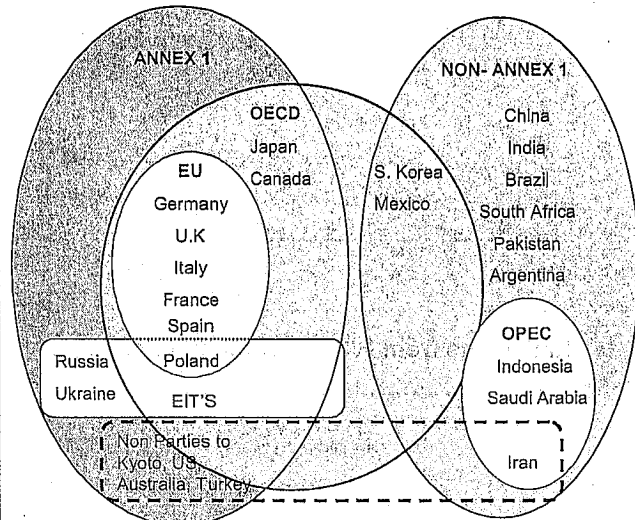 ANNEX 1
NON- ANNEX 1
OECD
Japan
Canada
EU
Germany
U.K
Italy
France
Spain
Poland
Russia
Ukraine
EIT'S
S. Korea
Mexico
China
India
Brazil
South Africa
Pakistan
Argentina
OPEC
Indonesia
Saudi Arabia
Iran
Non Parties to
Kyoto, US,
Australia, Turkey